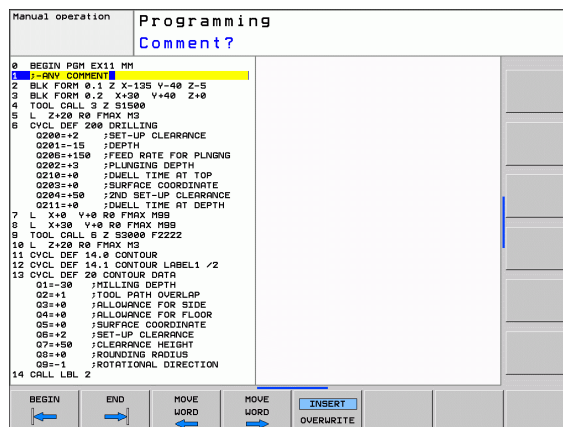 Manual operation
Programming
Comment?
0 BEGIN PGM EX11 MM
1 ;-ANY COMMENT
2 BLK FORM 0.1 Z X-135 Y-40 Z-5
3 BLK FORM 0.2 X+30 Y+40 Z+0
4 TOOL CALL 3 Z S1500
5 L Z+20 R0 FMAX M3
6 CYCL DEF 200 DRILLING
Q200=+2 ;SET-UP CLEARANCE
Q201=-15 ;DEPTH
Q206=+150 ;FEED RATE FOR PLNGNG
Q202=+3 ;PLUNGING DEPTH
Q210=+0 ;DWELL TIME AT TOP
Q203=+0 ;SURFACE COORDINATE
Q204=+50 ;2ND SET-UP CLEARANCE
Q211=+0 ;DWELL TIME AT DEPTH
7 L X+0 Y+0 R0 FMAX M99
8 L X+30 Y+0 R0 FMAX M99
9 TOOL CALL 6 Z S3000 F2222
10 L Z+20 R0 FMAX M3
11 CYCL DEF 14.0 CONTOUR
12 CYCL DEF 14.1 CONTOUR LABEL1 /2
13 CYCL DEF 20 CONTOUR DATA
Q1=-30 ;MILLING DEPTH
Q2=+1 ;TOOL PATH OVERLAP
Q3=+0 ;ALLOWANCE FOR SIDE
Q4=+0 ;ALLOWANCE FOR FLOOR
Q5=+0 ;SURFACE COORDINATE
Q6=+2 ;SET-UP CLEARANCE
Q7=+50 ;CLEARANCE HEIGHT
Q8=+0 ;ROUNDING RADIUS
Q9=-1 ;ROTATIONAL DIRECTION
14 CALL LBL 2
BEGIN
END
MOVE WORD
MOVE WORD
INSERT
OVERWRITE